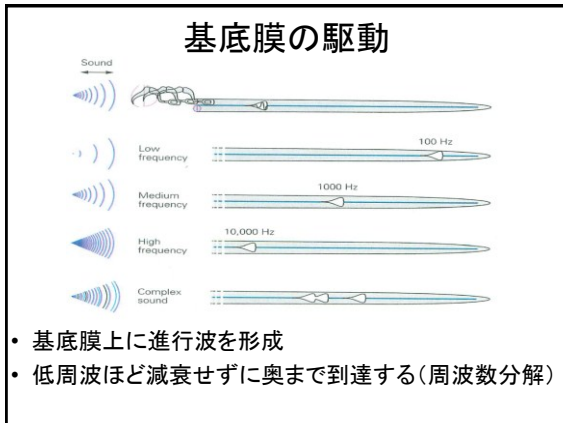 基底膜の駆動
Sound
Low
frequency
100 Hz
Medium
frequency
1000 Hz
High
frequency
10,000 Hz
Complex
sound
• 基底膜上に進行波を形成
• 低周波ほど減衰せずに奥まで到達する(周波数分解)